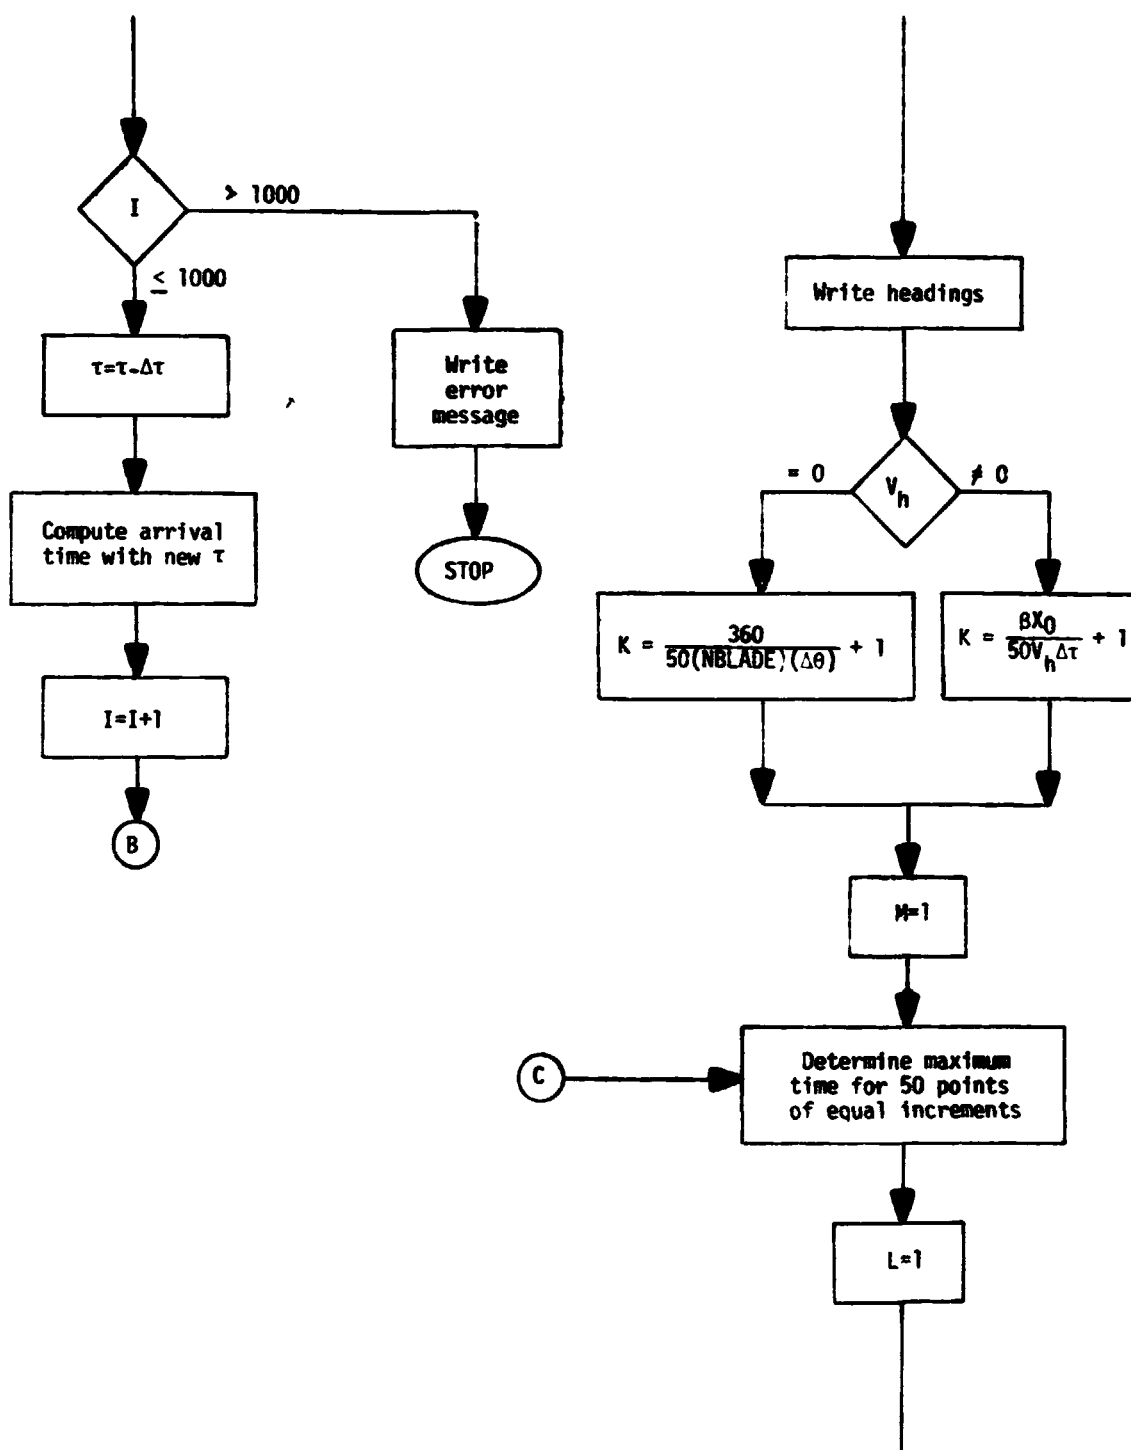 I
> 1000
≤ 1000
τ=τ-Δτ
Write
error
message
Compute arrival
time with new τ
STOP
I=I+1
B
Write headings
= 0
V_h
≠ 0
K = 360 / 50(NBLADE)(Δθ) + 1
K = βX_0 / 50V_hΔτ + 1
M=1
C
Determine maximum
time for 50 points
of equal increments
L=1